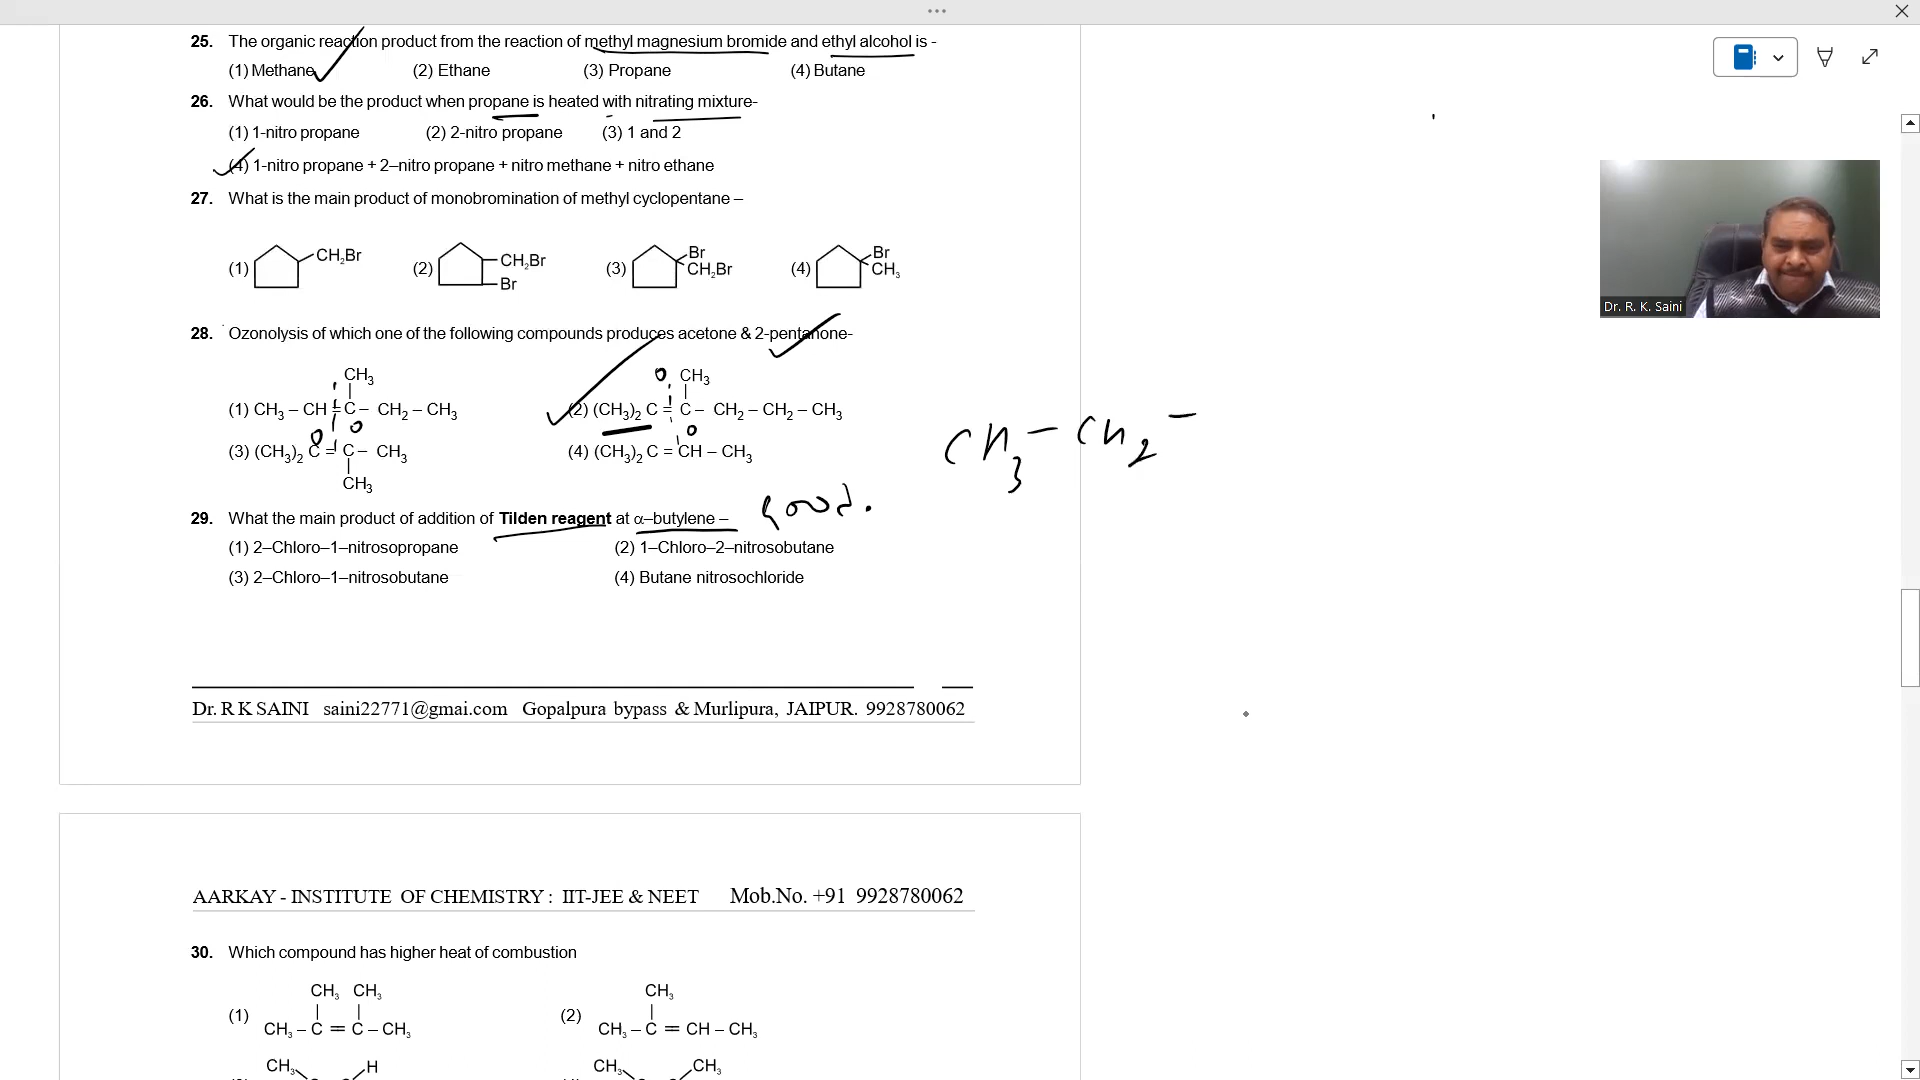 25. The organic reaction product from the reaction of methyl magnesium bromide and ethyl alcohol is -
(1) Methane (2) Ethane (3) Propane (4) Butane
26. What would be the product when propane is heated with nitrating mixture-
(1) 1-nitro propane (2) 2-nitro propane (3) 1 and 2
(4) 1-nitro propane + 2–nitro propane + nitro methane + nitro ethane
27. What is the main product of monobromination of methyl cyclopentane –
(1) CH₂Br (2) CH₂Br Br (3) Br CH₂Br (4) Br CH₃
28. Ozonolysis of which one of the following compounds produces acetone & 2-pentanone-
CH₃ O CH₃
(1) CH₃ – CH = C – CH₂ – CH₃ (2) (CH₃)₂ C = C – CH₂ – CH₂ – CH₃
O O O
(3) (CH₃)₂ C = C – CH₃ (4) (CH₃)₂ C = CH – CH₃
CH₃
CH₃ – CH₂ –
29. What the main product of addition of Tilden reagent at α–butylene – Good.
(1) 2–Chloro–1–nitrosopropane (2) 1–Chloro–2–nitrosobutane
(3) 2–Chloro–1–nitrosobutane (4) Butane nitrosochloride
Dr. R K SAINI saini22771@gmai.com Gopalpura bypass & Murlipura, JAIPUR. 9928780062
AARKAY - INSTITUTE OF CHEMISTRY : IIT-JEE & NEET Mob.No. +91 9928780062
30. Which compound has higher heat of combustion
CH₃ CH₃ CH₃
(1) CH₃ – C = C – CH₃ (2) CH₃ – C = CH – CH₃
CH₃ H CH₃ CH₃
Dr. R. K. Saini